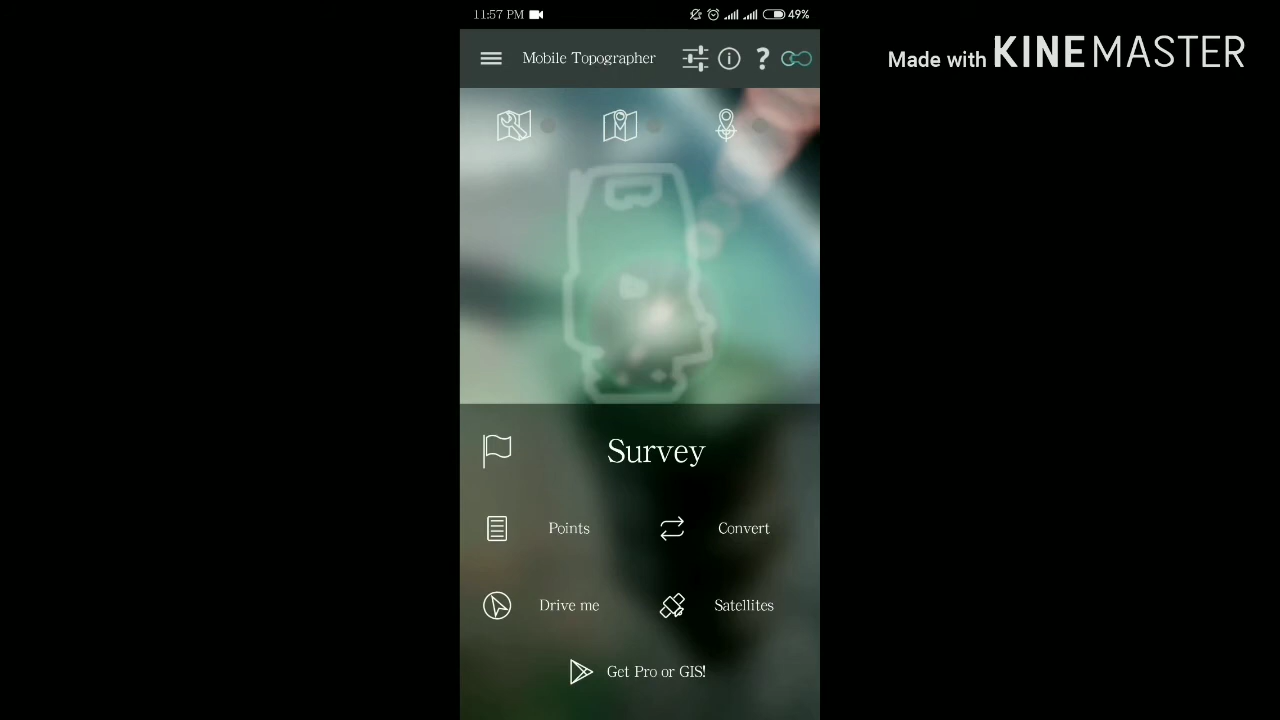 11:57 PM 49%
Mobile Topographer
Made with KINEMASTER
Survey
Points Convert
Drive me Satellites
Get Pro or GIS!